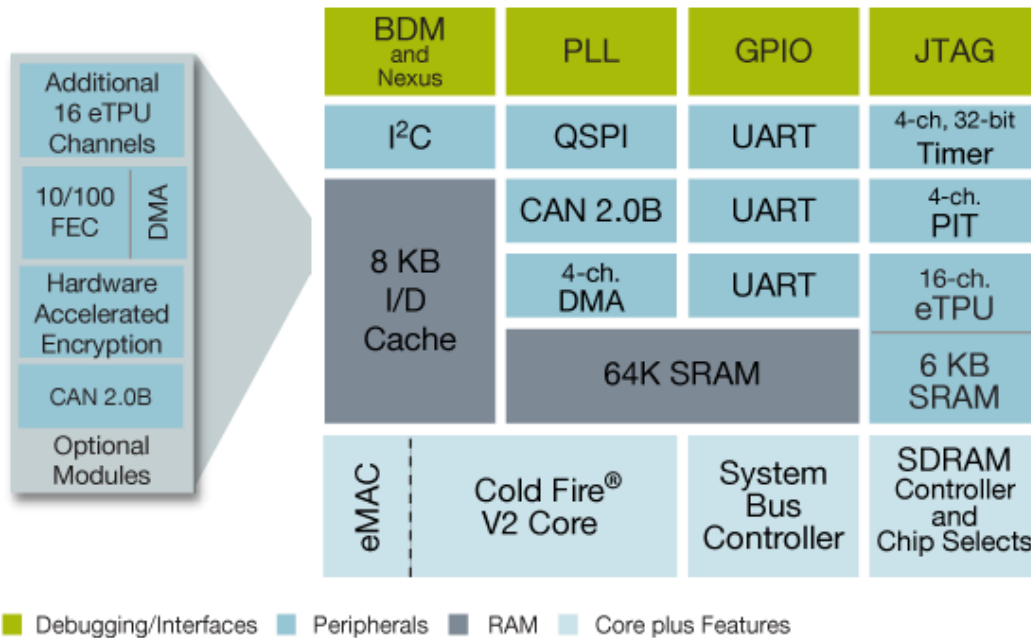 Additional
16 eTPU
Channels
10/100
FEC
DMA
Hardware
Accelerated
Encryption
CAN 2.0B
Optional
Modules
BDM
and
Nexus
PLL
GPIO
JTAG
I²C
QSPI
UART
4-ch, 32-bit
Timer
8 KB
I/D
Cache
CAN 2.0B
UART
4-ch.
PIT
4-ch.
DMA
UART
16-ch.
eTPU
64K SRAM
6 KB
SRAM
eMAC
Cold Fire®
V2 Core
System
Bus
Controller
SDRAM
Controller
and
Chip Selects
Debugging/Interfaces
Peripherals
RAM
Core plus Features